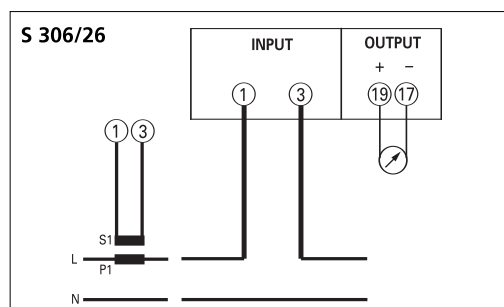 S 306/26
INPUT
OUTPUT
+ −
1 3 19 17
1 3
S1
L
P1
N